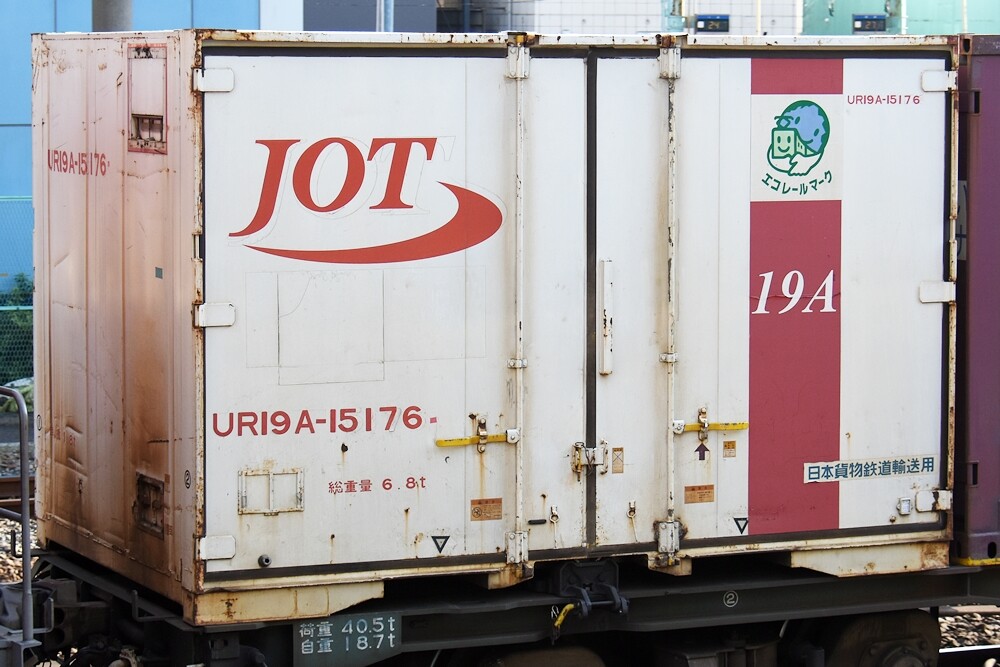 UR19A-15176
JOT
UR19A-15176
総重量 6.8t
エコレールマーク
UR19A-15176
19A
日本貨物鉄道輸送用
②
②
荷重 40.5t
自重 18.7t